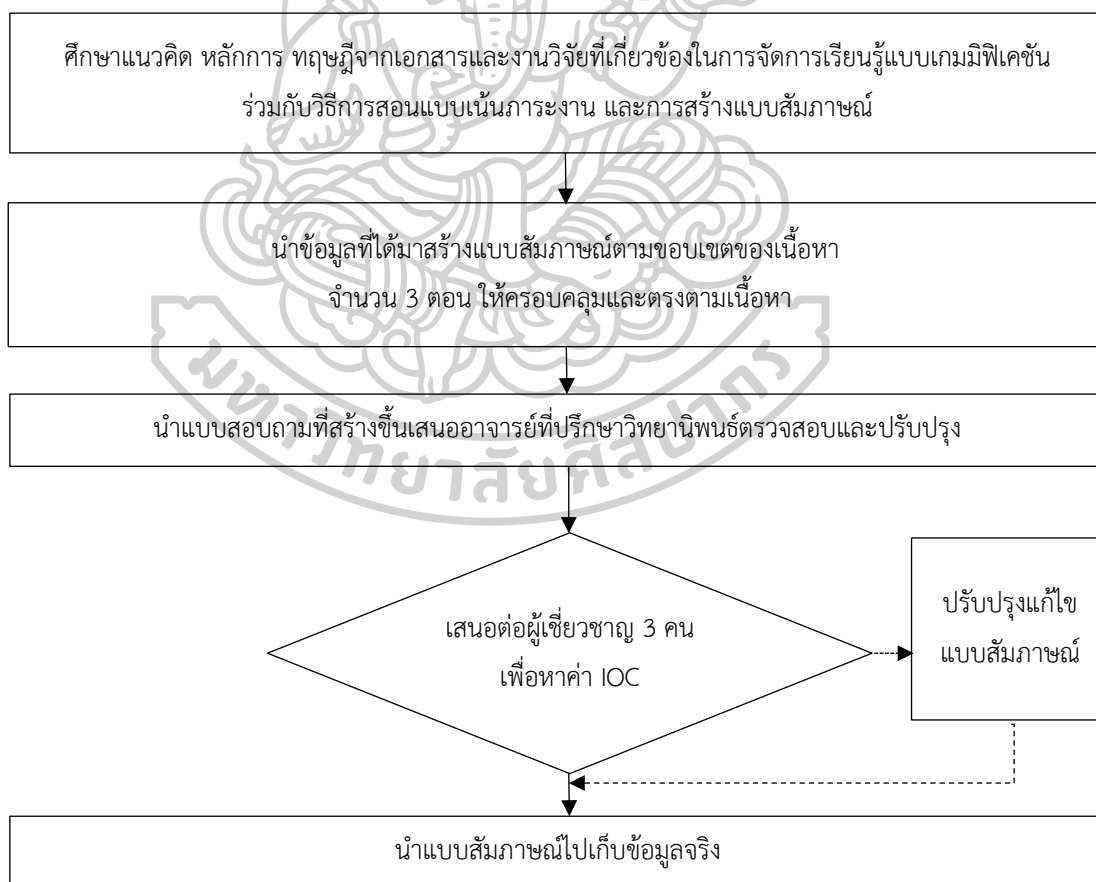 ศึกษาแนวคิด หลักการ ทฤษฎีจากเอกสารและงานวิจัยที่เกี่ยวข้องในการจัดการเรียนรู้แบบเกมมิฟิเคชัน
ร่วมกับวิธีการสอนแบบเน้นภาระงาน และการสร้างแบบสัมภาษณ์
นำข้อมูลที่ได้มาสร้างแบบสัมภาษณ์ตามขอบเขตของเนื้อหา
จำนวน 3 ตอน ให้ครอบคลุมและตรงตามเนื้อหา
นำแบบสอบถามที่สร้างขึ้นเสนออาจารย์ที่ปรึกษาวิทยานิพนธ์ตรวจสอบและปรับปรุง
มหาวิทยาลัยศิลปากร
เสนอต่อผู้เชี่ยวชาญ 3 คน
เพื่อหาค่า IOC
ปรับปรุงแก้ไข
แบบสัมภาษณ์
นำแบบสัมภาษณ์ไปเก็บข้อมูลจริง